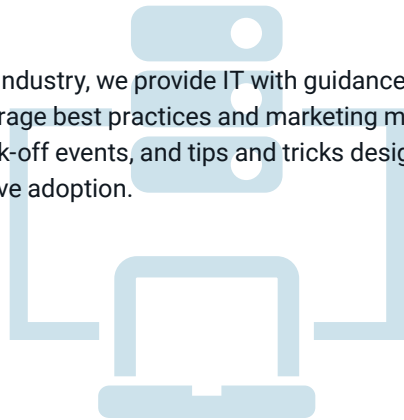 industry, we provide IT with guidance
rage best practices and marketing m
k-off events, and tips and tricks desig
ve adoption.